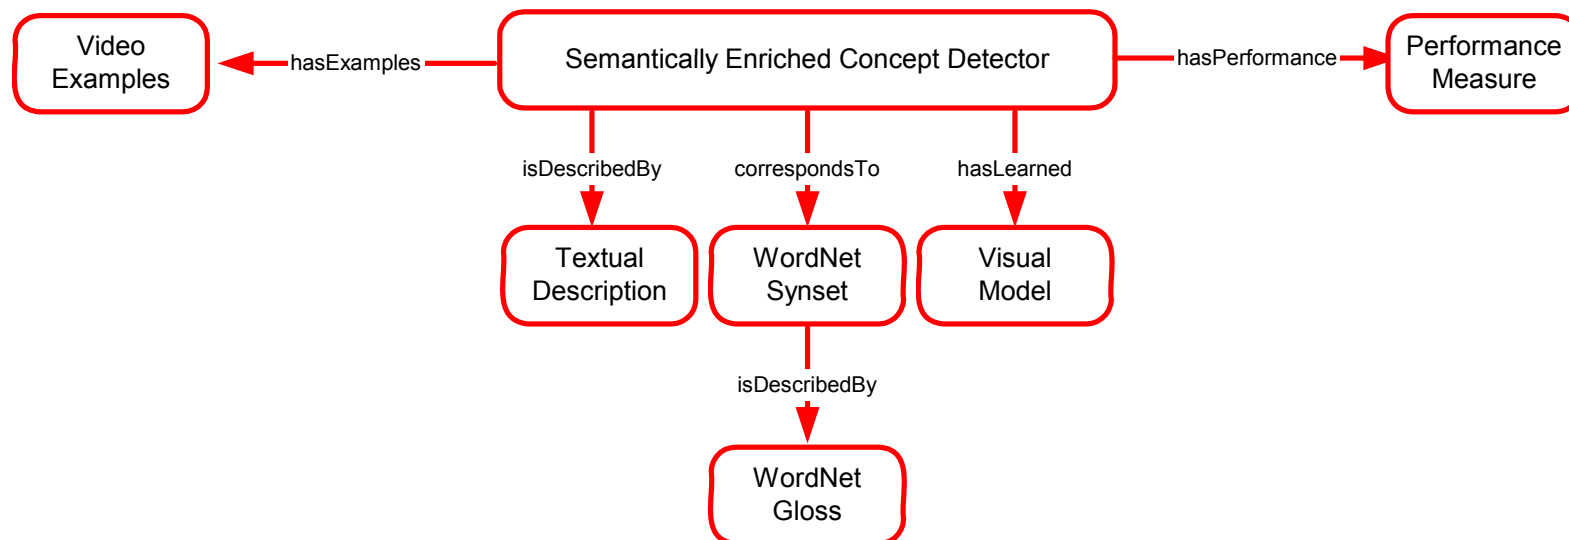 Video
Examples
hasExamples
Semantically Enriched Concept Detector
hasPerformance
Performance
Measure
isDescribedBy
correspondsTo
hasLearned
Textual
Description
WordNet
Synset
Visual
Model
isDescribedBy
WordNet
Gloss